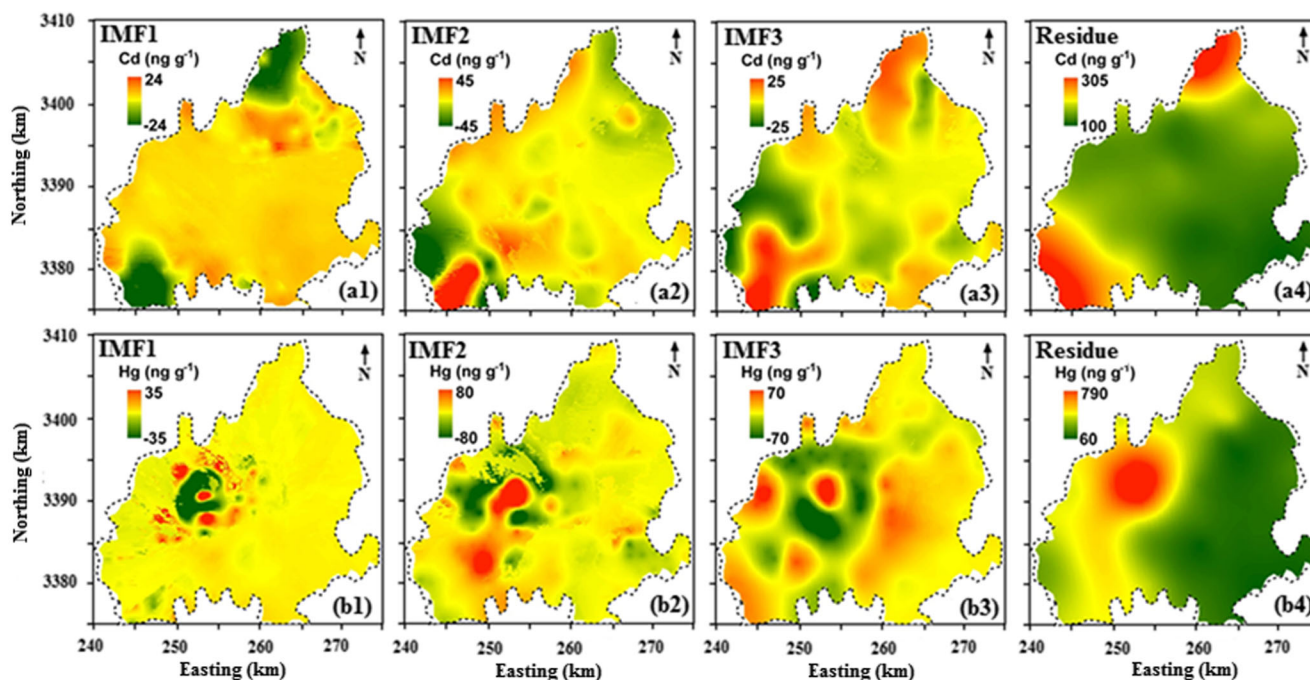 IMF1
Cd (ng g⁻¹)
24
-24
N
(a1)
IMF2
Cd (ng g⁻¹)
45
-45
N
(a2)
IMF3
Cd (ng g⁻¹)
25
-25
N
(a3)
Residue
Cd (ng g⁻¹)
305
100
N
(a4)
3410
3400
3390
3380
Northing (km)
IMF1
Hg (ng g⁻¹)
35
-35
N
(b1)
IMF2
Hg (ng g⁻¹)
80
-80
N
(b2)
IMF3
Hg (ng g⁻¹)
70
-70
N
(b3)
Residue
Hg (ng g⁻¹)
790
60
N
(b4)
3410
3400
3390
3380
Northing (km)
240 250 260 270
240 250 260 270
240 250 260 270
240 250 260 270
Easting (km)
Easting (km)
Easting (km)
Easting (km)